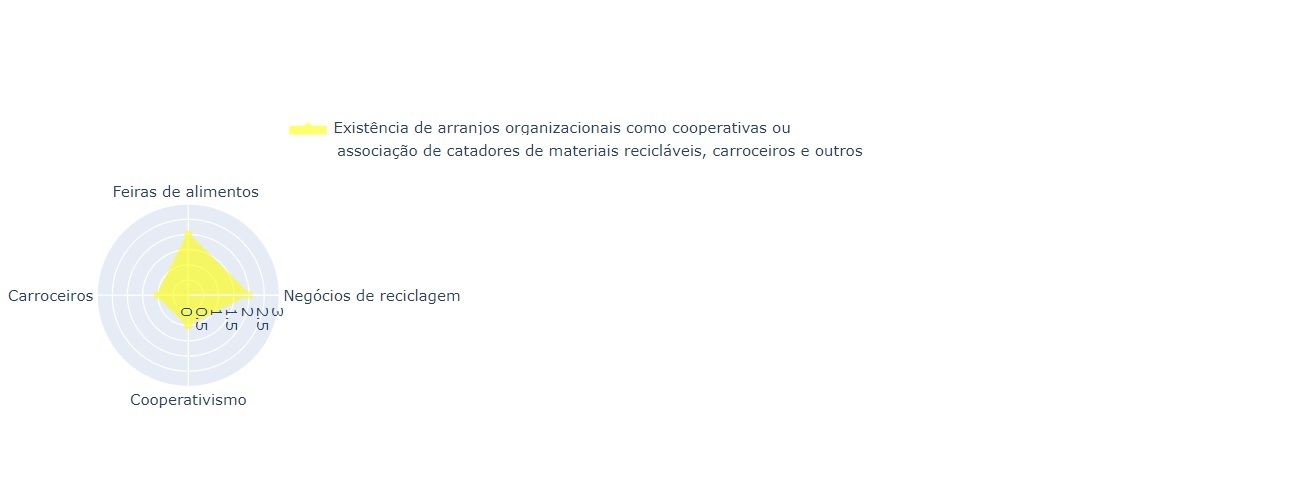 Existência de arranjos organizacionais como cooperativas ou
associação de catadores de materiais recicláveis, carroceiros e outros
Feiras de alimentos
Carroceiros
Negócios de reciclagem
0
0.5
1
1.5
2
2.5
3
Cooperativismo